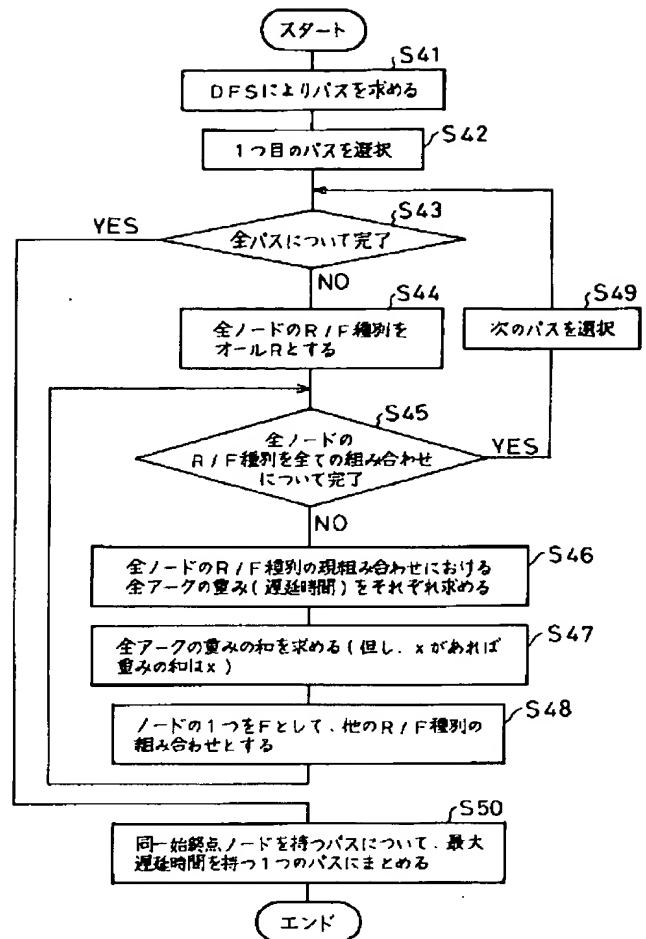 スタート
S41
DFSによりパスを求める
S42
1つ目のパスを選択
S43
YES
全パスについて完了
NO
S44
全ノードのR/F種別を
オールRとする
S49
次のパスを選択
S45
全ノードの
R/F種別を全ての組み合わせ
について完了
YES
NO
S46
全ノードのR/F種別の現組み合わせにおける
全アークの重み(遅延時間)をそれぞれ求める
S47
全アークの重みの和を求める(但し、xがあれば
重みの和はx)
S48
ノードの1つをFとして、他のR/F種別の
組み合わせとする
S50
同一始終点ノードを持つパスについて、最大
遅延時間を持つ1つのパスにまとめる
エンド